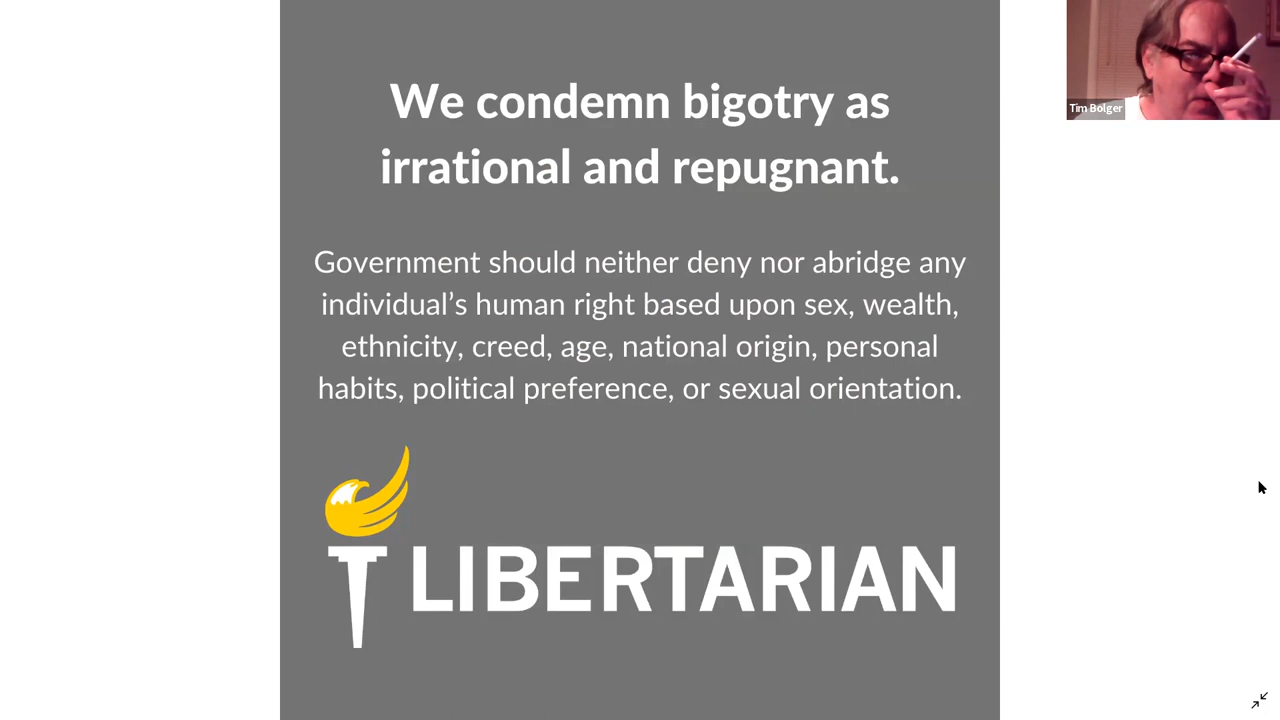 We condemn bigotry as
irrational and repugnant.
Government should neither deny nor abridge any
individual's human right based upon sex, wealth,
ethnicity, creed, age, national origin, personal
habits, political preference, or sexual orientation.
LIBERTARIAN
Tim Bolger